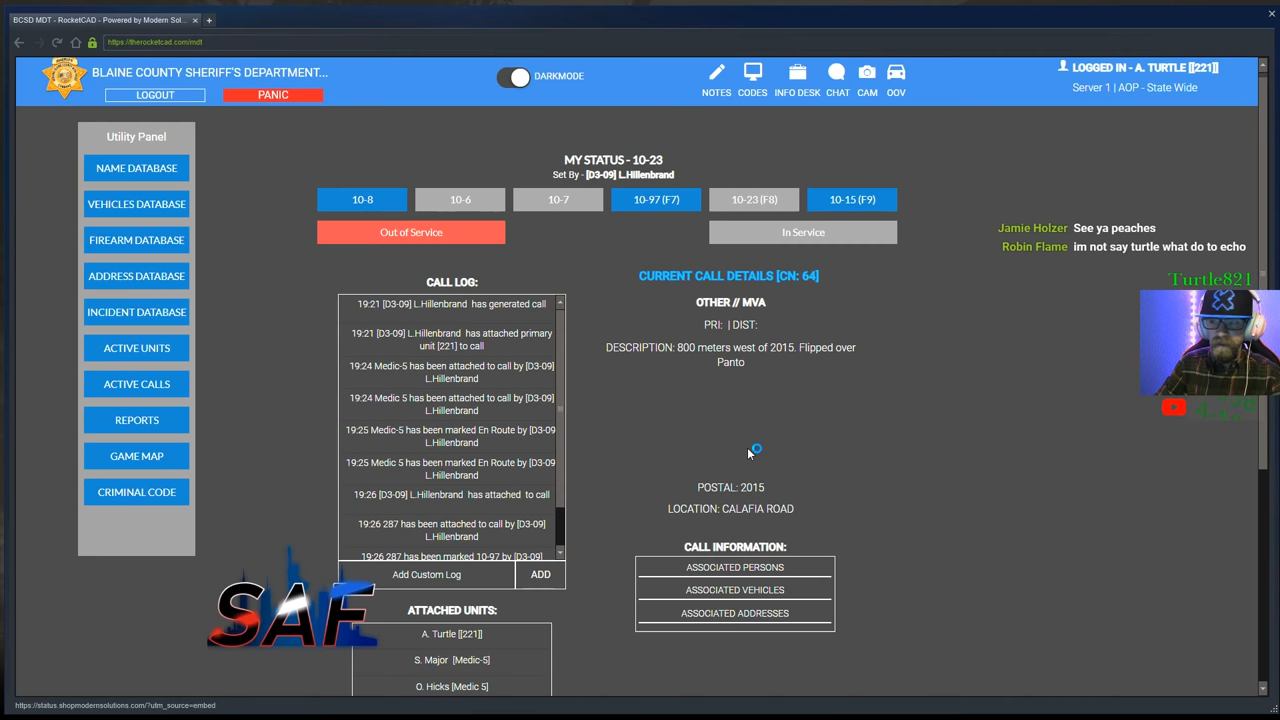 BCSD MDT - RocketCAD - Powered by Modern Sol...
https://therocketcad.com/mdt
BLAINE COUNTY SHERIFF'S DEPARTMENT...
LOGOUT
PANIC
DARKMODE
NOTES
CODES
INFO DESK
CHAT
CAM
OOV
LOGGED IN - A. TURTLE [[221]]
Server 1 | AOP - State Wide
Utility Panel
NAME DATABASE
VEHICLES DATABASE
FIREARM DATABASE
ADDRESS DATABASE
INCIDENT DATABASE
ACTIVE UNITS
ACTIVE CALLS
REPORTS
GAME MAP
CRIMINAL CODE
MY STATUS - 10-23
Set By - [D3-09] L.Hillenbrand
10-8
10-6
10-7
10-97 (F7)
10-23 (F8)
10-15 (F9)
Out of Service
In Service
CALL LOG:
19:21 [D3-09] L.Hillenbrand has generated call
19:21 [D3-09] L.Hillenbrand has attached primary
unit [221] to call
19:24 Medic-5 has been attached to call by [D3-09]
L.Hillenbrand
19:24 Medic 5 has been attached to call by [D3-09]
L.Hillenbrand
19:25 Medic-5 has been marked En Route by [D3-09]
L.Hillenbrand
19:25 Medic 5 has been marked En Route by [D3-09]
L.Hillenbrand
19:26 [D3-09] L.Hillenbrand has attached to call
19:26 287 has been attached to call by [D3-09]
L.Hillenbrand
19:26 287 has been marked 10-97 by [D3-09]
Add Custom Log
ADD
ATTACHED UNITS:
A. Turtle [[221]]
S. Major [Medic-5]
O. Hicks [Medic 5]
CURRENT CALL DETAILS [CN: 64]
OTHER // MVA
PRI: | DIST:
DESCRIPTION: 800 meters west of 2015. Flipped over
Panto
POSTAL: 2015
LOCATION: CALAFIA ROAD
CALL INFORMATION:
ASSOCIATED PERSONS
ASSOCIATED VEHICLES
ASSOCIATED ADDRESSES
Jamie Holzer See ya peaches
Robin Flame im not say turtle what do to echo
Turtle821
SAF
https://status.shopmodernsolutions.com/?utm_source=embed